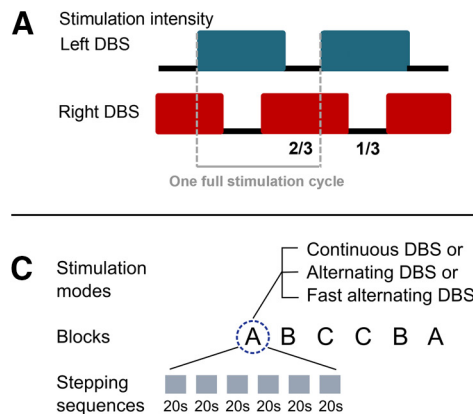 A
Stimulation intensity
Left DBS
Right DBS
2/3 1/3
One full stimulation cycle
C
Stimulation modes
Continuous DBS or
Alternating DBS or
Fast alternating DBS
Blocks
A B C C B A
Stepping sequences
20s 20s 20s 20s 20s 20s